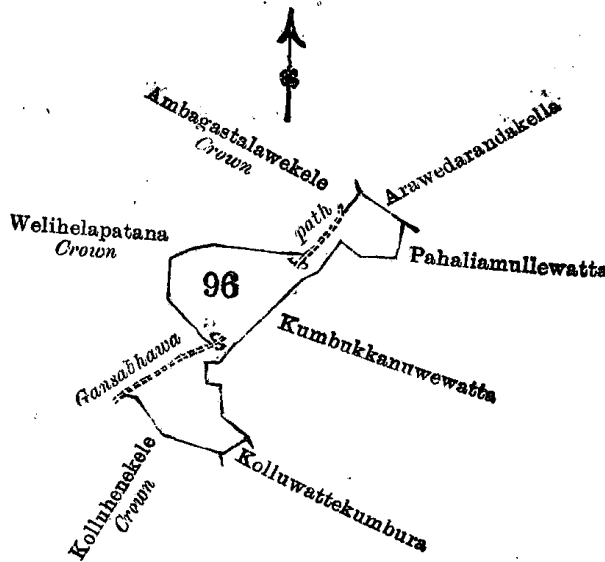 Ambagastalawekele
Crown
Arawedarandakella
path
Welihelapatana
Crown
Pahaliamullewatta
96
Kumbukkanuwewatta
Gansabhawa
Kolluhenekele
Crown
Kolluwattekumbura